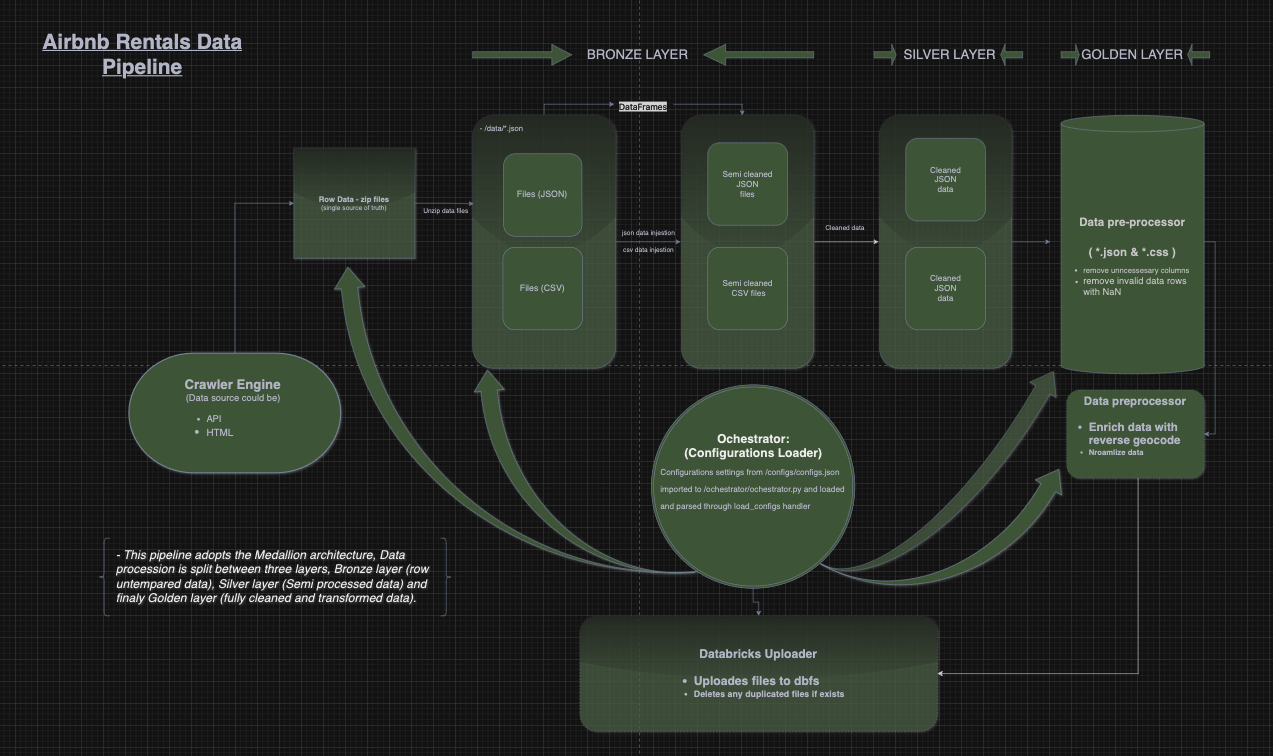 Airbnb Rentals Data
Pipeline
BRONZE LAYER
SILVER LAYER
GOLDEN LAYER
DataFrames
- /data/*.json
Files (JSON)
Files (CSV)
Row Data - zip files
(single source of truth)
Unzip data files
json data injestion
csv data injestion
Semi cleaned
JSON
files
Semi cleaned
CSV files
Cleaned data
Cleaned
JSON
data
Cleaned
JSON
data
Data pre-processor
( *.json & *.css )
• remove unncessesary columns
• remove invalid data rows
with NaN
Crawler Engine
(Data source could be)
• API
• HTML
Ochestrator:
(Configurations Loader)
Configurations settings from /configs/configs.json
imported to /ochestrator/ochestrator.py and loaded
and parsed through load_configs handler
Data preprocessor
• Enrich data with
reverse geocode
• Nroamlize data
- This pipeline adopts the Medallion architecture, Data
procession is split between three layers, Bronze layer (row
untempared data), Silver layer (Semi processed data) and
finaly Golden layer (fully cleaned and transformed data).
Databricks Uploader
• Uploades files to dbfs
• Deletes any duplicated files if exists